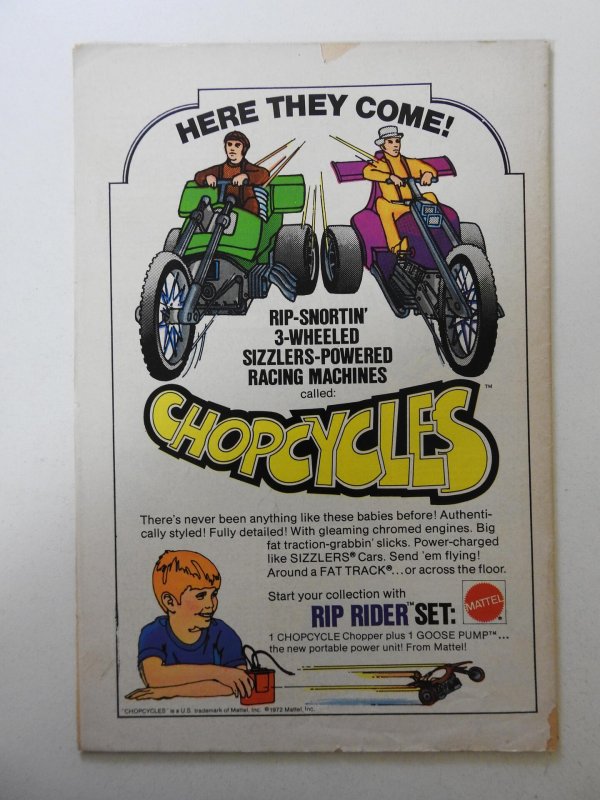 HERE THEY COME!
RIP-SNORTIN'
3-WHEELED
SIZZLERS-POWERED
RACING MACHINES
called:
CHOPCYCLES™
There's never been anything like these babies before! Authenti-
cally styled! Fully detailed! With gleaming chromed engines. Big
fat traction-grabbin' slicks. Power-charged
like SIZZLERS® Cars. Send 'em flying!
Around a FAT TRACK®...or across the floor.
Start your collection with
RIP RIDER™ SET:
MATTEL®
1 CHOPCYCLE Chopper plus 1 GOOSE PUMP™...
the new portable power unit! From Mattel!
"CHOPCYCLES" is a U.S. trademark of Mattel, Inc. ©1972 Mattel, Inc.